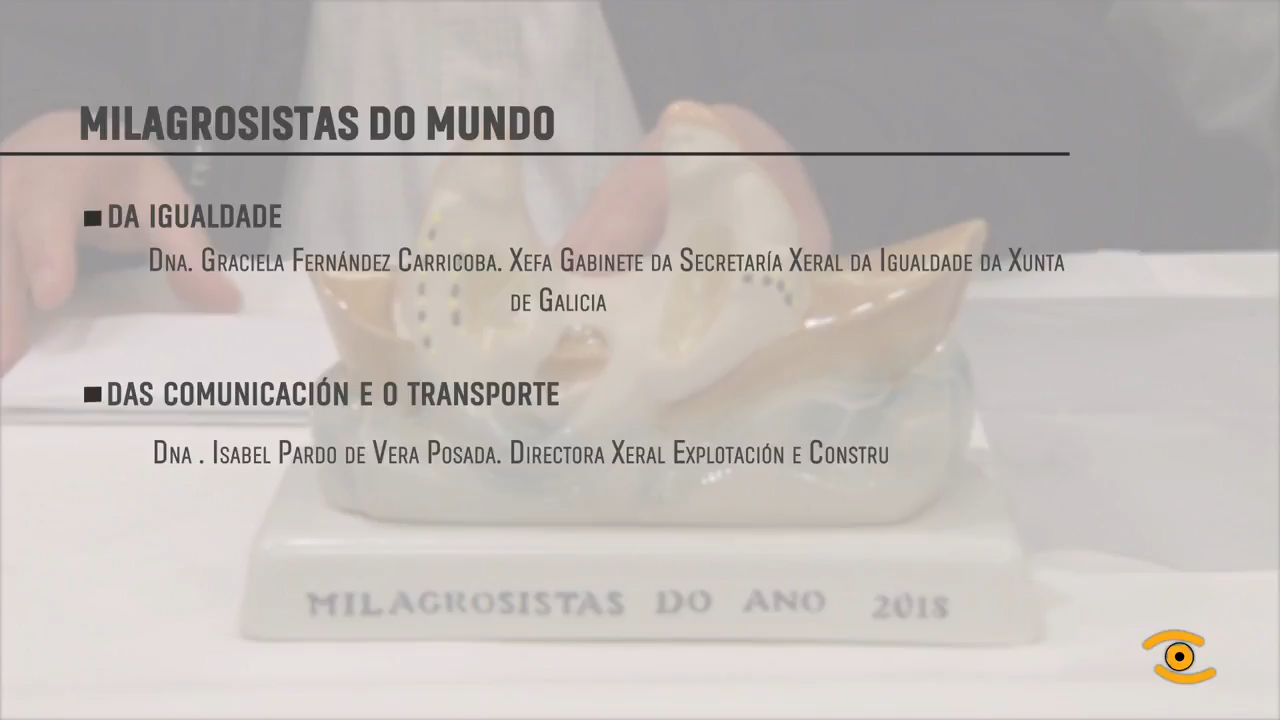 MILAGROSISTAS DO MUNDO
DA IGUALDADE
Dna. Graciela Fernández Carricoba. Xefa Gabinete da Secretaría Xeral da Igualdade da Xunta
de Galicia
DAS COMUNICACIÓN E O TRANSPORTE
Dna . Isabel Pardo de Vera Posada. Directora Xeral Explotación e Constru
MILAGROSISTAS DO ANO 2018